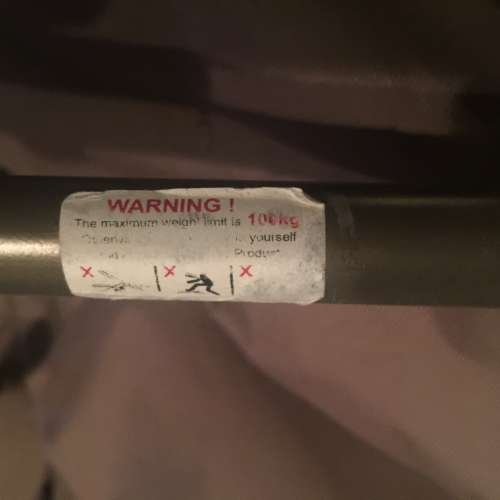 WARNING !
The maximum weight limit is 100kg
yourself
Product
X X X